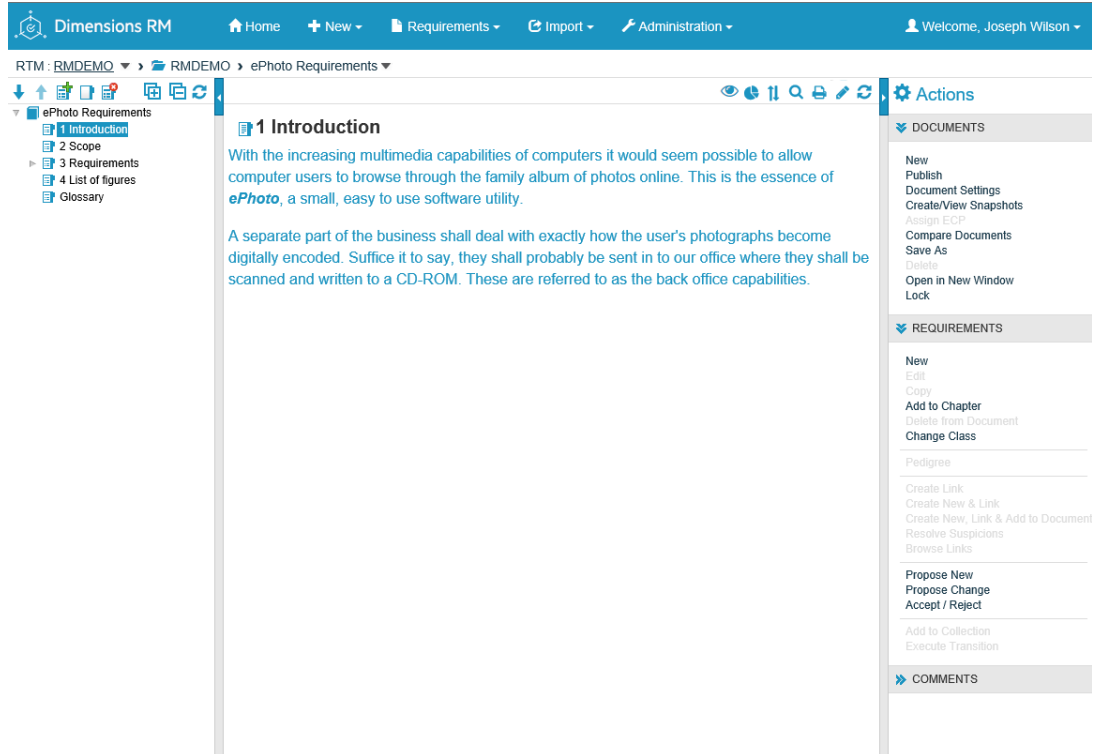 Dimensions RM
Home
New
Requirements
Import
Administration
Welcome, Joseph Wilson
RTM : RMDEMO › RMDEMO › ePhoto Requirements
ePhoto Requirements
1 Introduction
2 Scope
3 Requirements
4 List of figures
Glossary
1 Introduction
With the increasing multimedia capabilities of computers it would seem possible to allow
computer users to browse through the family album of photos online. This is the essence of
ePhoto, a small, easy to use software utility.
A separate part of the business shall deal with exactly how the user's photographs become
digitally encoded. Suffice it to say, they shall probably be sent in to our office where they shall be
scanned and written to a CD-ROM. These are referred to as the back office capabilities.
Actions
DOCUMENTS
New
Publish
Document Settings
Create/View Snapshots
Assign ECP
Compare Documents
Save As
Delete
Open in New Window
Lock
REQUIREMENTS
New
Edit
Copy
Add to Chapter
Delete from Document
Change Class
Pedigree
Create Link
Create New & Link
Create New, Link & Add to Document
Resolve Suspicions
Browse Links
Propose New
Propose Change
Accept / Reject
Add to Collection
Execute Transition
COMMENTS